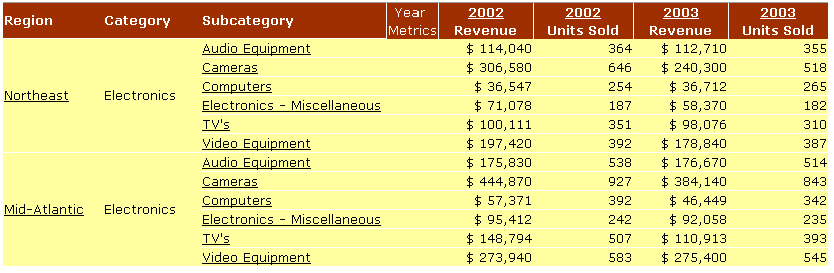 Region Category Subcategory Year Metrics 2002 Revenue 2002 Units Sold 2003 Revenue 2003 Units Sold
Northeast Electronics Audio Equipment $ 114,040 364 $ 112,710 355
Cameras $ 306,580 646 $ 240,300 518
Computers $ 36,547 254 $ 36,712 265
Electronics - Miscellaneous $ 71,078 187 $ 58,370 182
TV's $ 100,111 351 $ 98,076 310
Video Equipment $ 197,420 392 $ 178,840 387
Mid-Atlantic Electronics Audio Equipment $ 175,830 538 $ 176,670 514
Cameras $ 444,870 927 $ 384,140 843
Computers $ 57,371 392 $ 46,449 342
Electronics - Miscellaneous $ 95,412 242 $ 92,058 235
TV's $ 148,794 507 $ 110,913 393
Video Equipment $ 273,940 583 $ 275,400 545